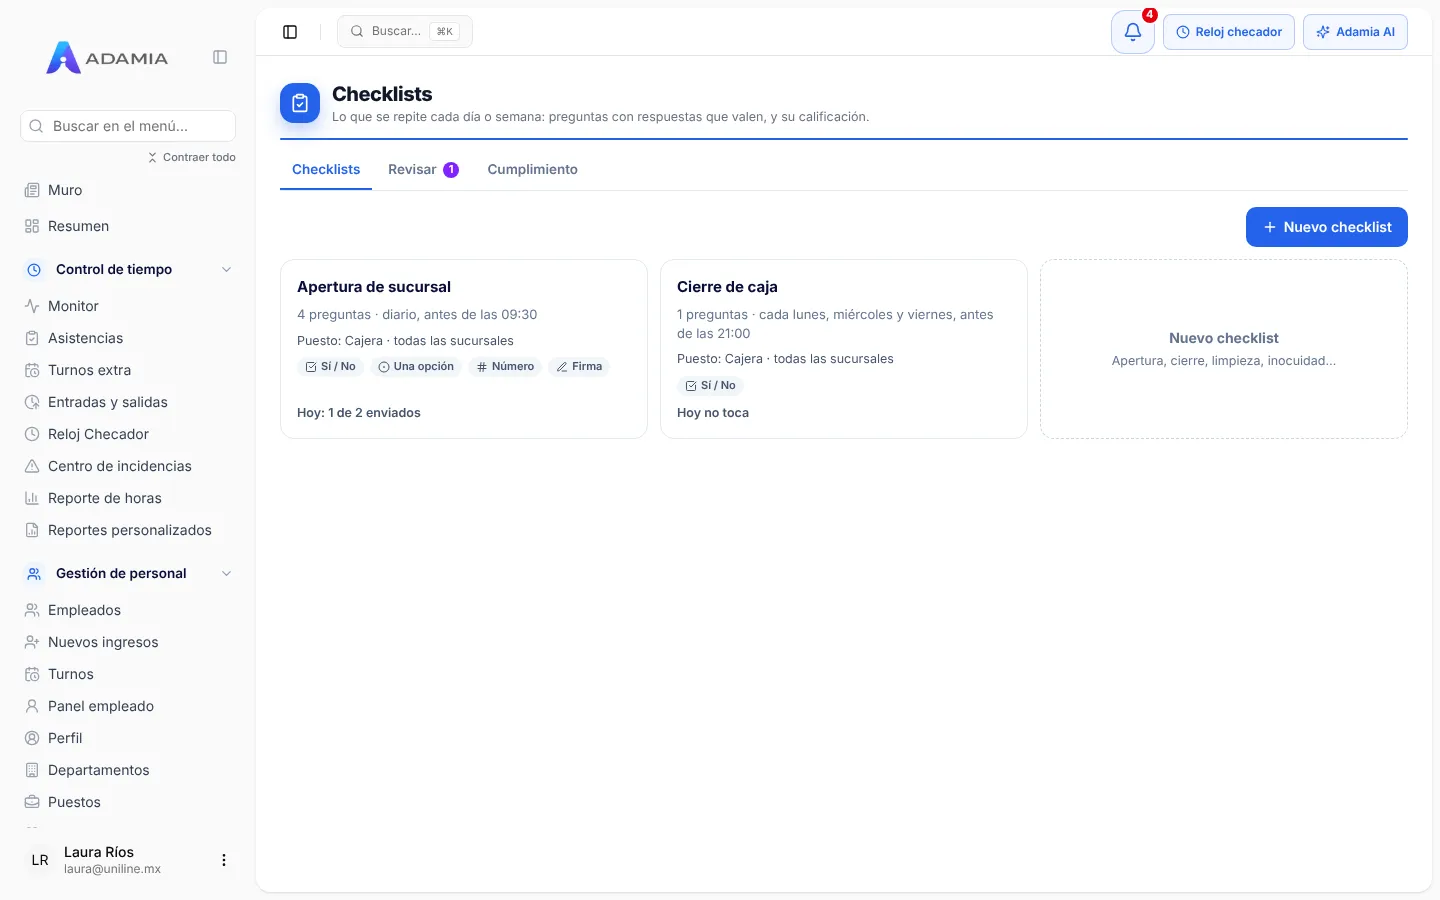 ADAMIA
Buscar en el menú...
Contraer todo
Muro
Resumen
Control de tiempo
Monitor
Asistencias
Turnos extra
Entradas y salidas
Reloj Checador
Centro de incidencias
Reporte de horas
Reportes personalizados
Gestión de personal
Empleados
Nuevos ingresos
Turnos
Panel empleado
Perfil
Departamentos
Puestos
LR
Laura Ríos
laura@uniline.mx
Buscar... ⌘K
4
Reloj checador
Adamia AI
Checklists
Lo que se repite cada día o semana: preguntas con respuestas que valen, y su calificación.
Checklists Revisar 1 Cumplimiento
+ Nuevo checklist
Apertura de sucursal
4 preguntas · diario, antes de las 09:30
Puesto: Cajera · todas las sucursales
Sí / No Una opción # Número Firma
Hoy: 1 de 2 enviados
Cierre de caja
1 preguntas · cada lunes, miércoles y viernes, antes
de las 21:00
Puesto: Cajera · todas las sucursales
Sí / No
Hoy no toca
Nuevo checklist
Apertura, cierre, limpieza, inocuidad...